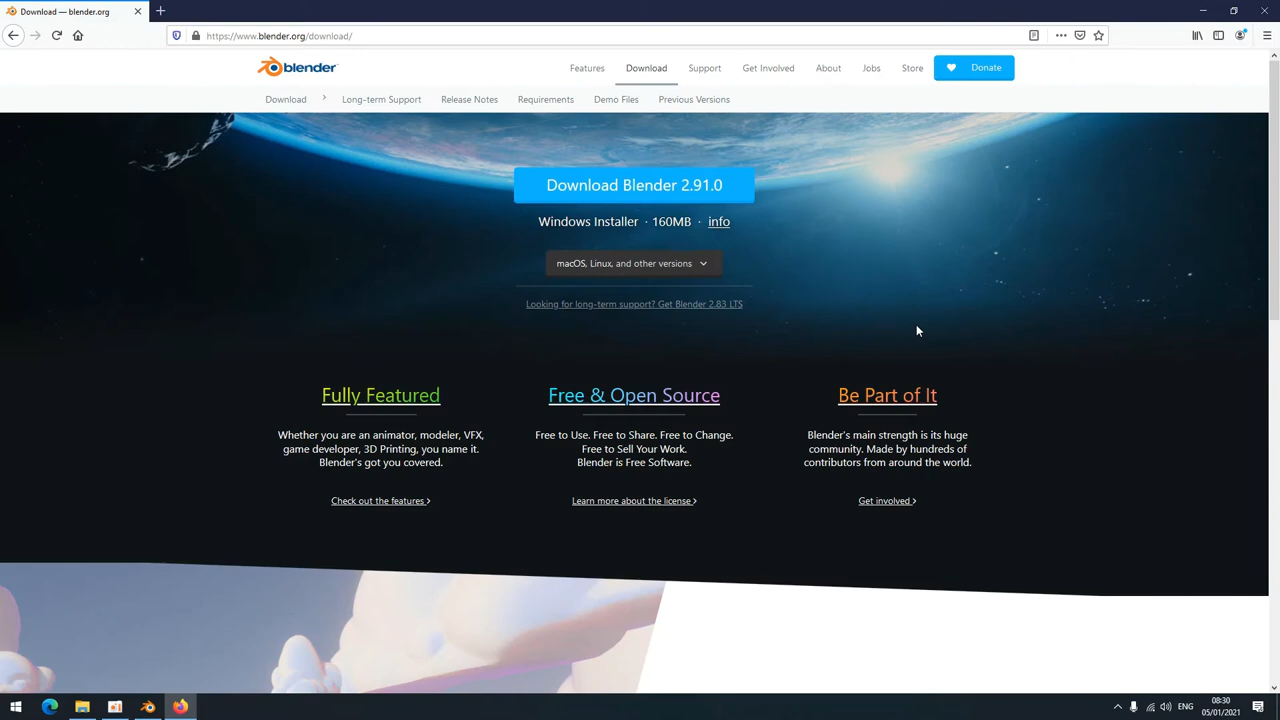 Download — blender.org
https://www.blender.org/download/
blender
Features
Download
Support
Get Involved
About
Jobs
Store
Donate
Download
Long-term Support
Release Notes
Requirements
Demo Files
Previous Versions
Download Blender 2.91.0
Windows Installer · 160MB · info
macOS, Linux, and other versions
Looking for long-term support? Get Blender 2.83 LTS
Fully Featured
Whether you are an animator, modeler, VFX,
game developer, 3D Printing, you name it.
Blender's got you covered.
Check out the features
Free & Open Source
Free to Use. Free to Share. Free to Change.
Free to Sell Your Work.
Blender is Free Software.
Learn more about the license
Be Part of It
Blender's main strength is its huge
community. Made by hundreds of
contributors from around the world.
Get involved
ENG
08:30
05/01/2021